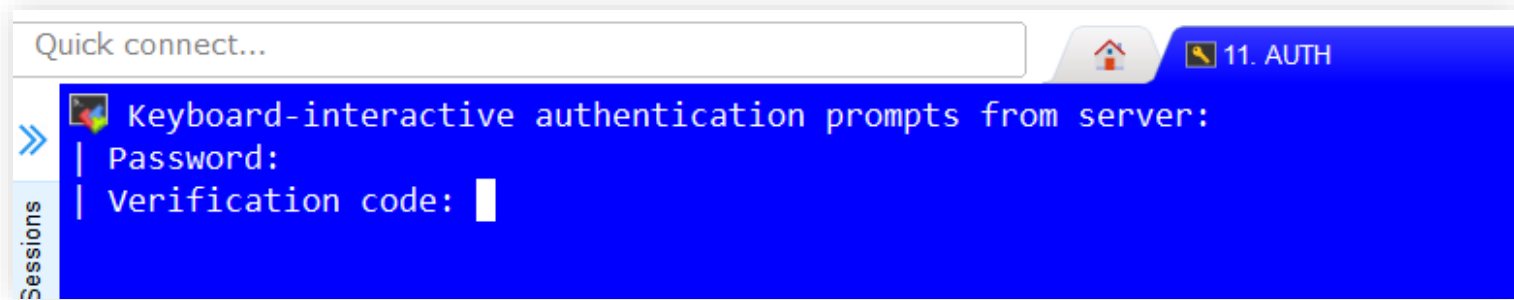 Quick connect...
11. AUTH
Keyboard-interactive authentication prompts from server:
| Password:
| Verification code:
Sessions